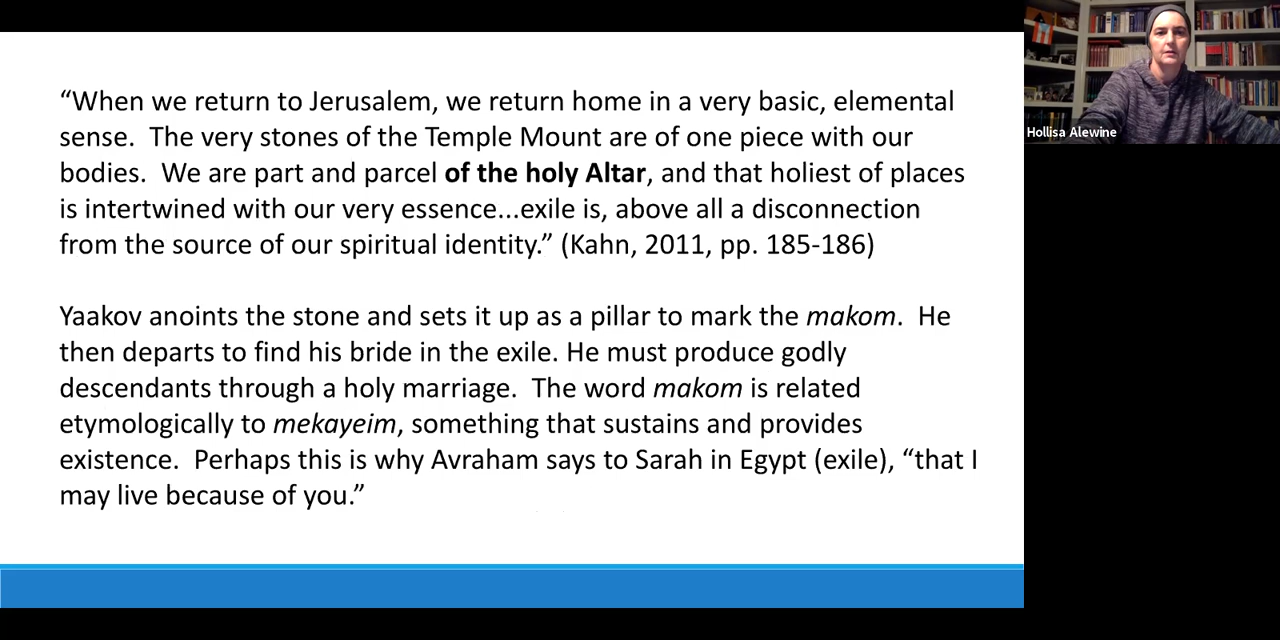 “When we return to Jerusalem, we return home in a very basic, elemental
sense.  The very stones of the Temple Mount are of one piece with our
bodies.  We are part and parcel of the holy Altar, and that holiest of places
is intertwined with our very essence...exile is, above all a disconnection
from the source of our spiritual identity.” (Kahn, 2011, pp. 185-186)
Yaakov anoints the stone and sets it up as a pillar to mark the makom.  He
then departs to find his bride in the exile. He must produce godly
descendants through a holy marriage.  The word makom is related
etymologically to mekayeim, something that sustains and provides
existence.  Perhaps this is why Avraham says to Sarah in Egypt (exile), “that I
may live because of you.”
Hollisa Alewine